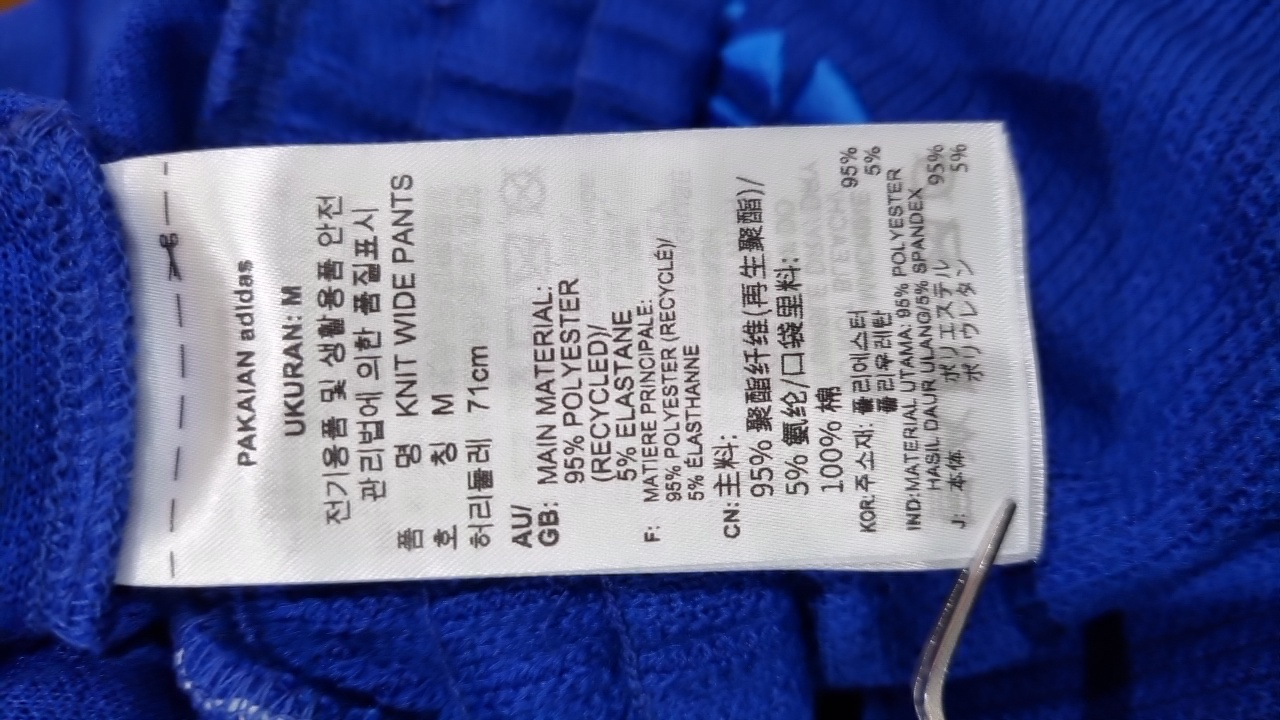 PAKAIAN adidas
UKURAN: M
전기용품 및 생활용품 안전
관리법에 의한 품질표시
품 명 KNIT WIDE PANTS
호 칭 M
허리둘레 71cm
AU/
GB: MAIN MATERIAL:
95% POLYESTER
(RECYCLED)/
5% ELASTANE
F: MATIERE PRINCIPALE:
95% POLYESTER (RECYCLÉ)/
5% ÉLASTHANNE
CN: 主料:
95% 聚酯纤维(再生聚酯)/
5% 氨纶/口袋里料:
100% 棉
KOR: 주소재: 폴리에스터 95%
폴리우레탄 5%
IND: MATERIAL UTAMA: 95% POLYESTER
HASIL DAUR ULANG/5% SPANDEX
J: 本体 ポリエステル 95%
ポリウレタン 5%